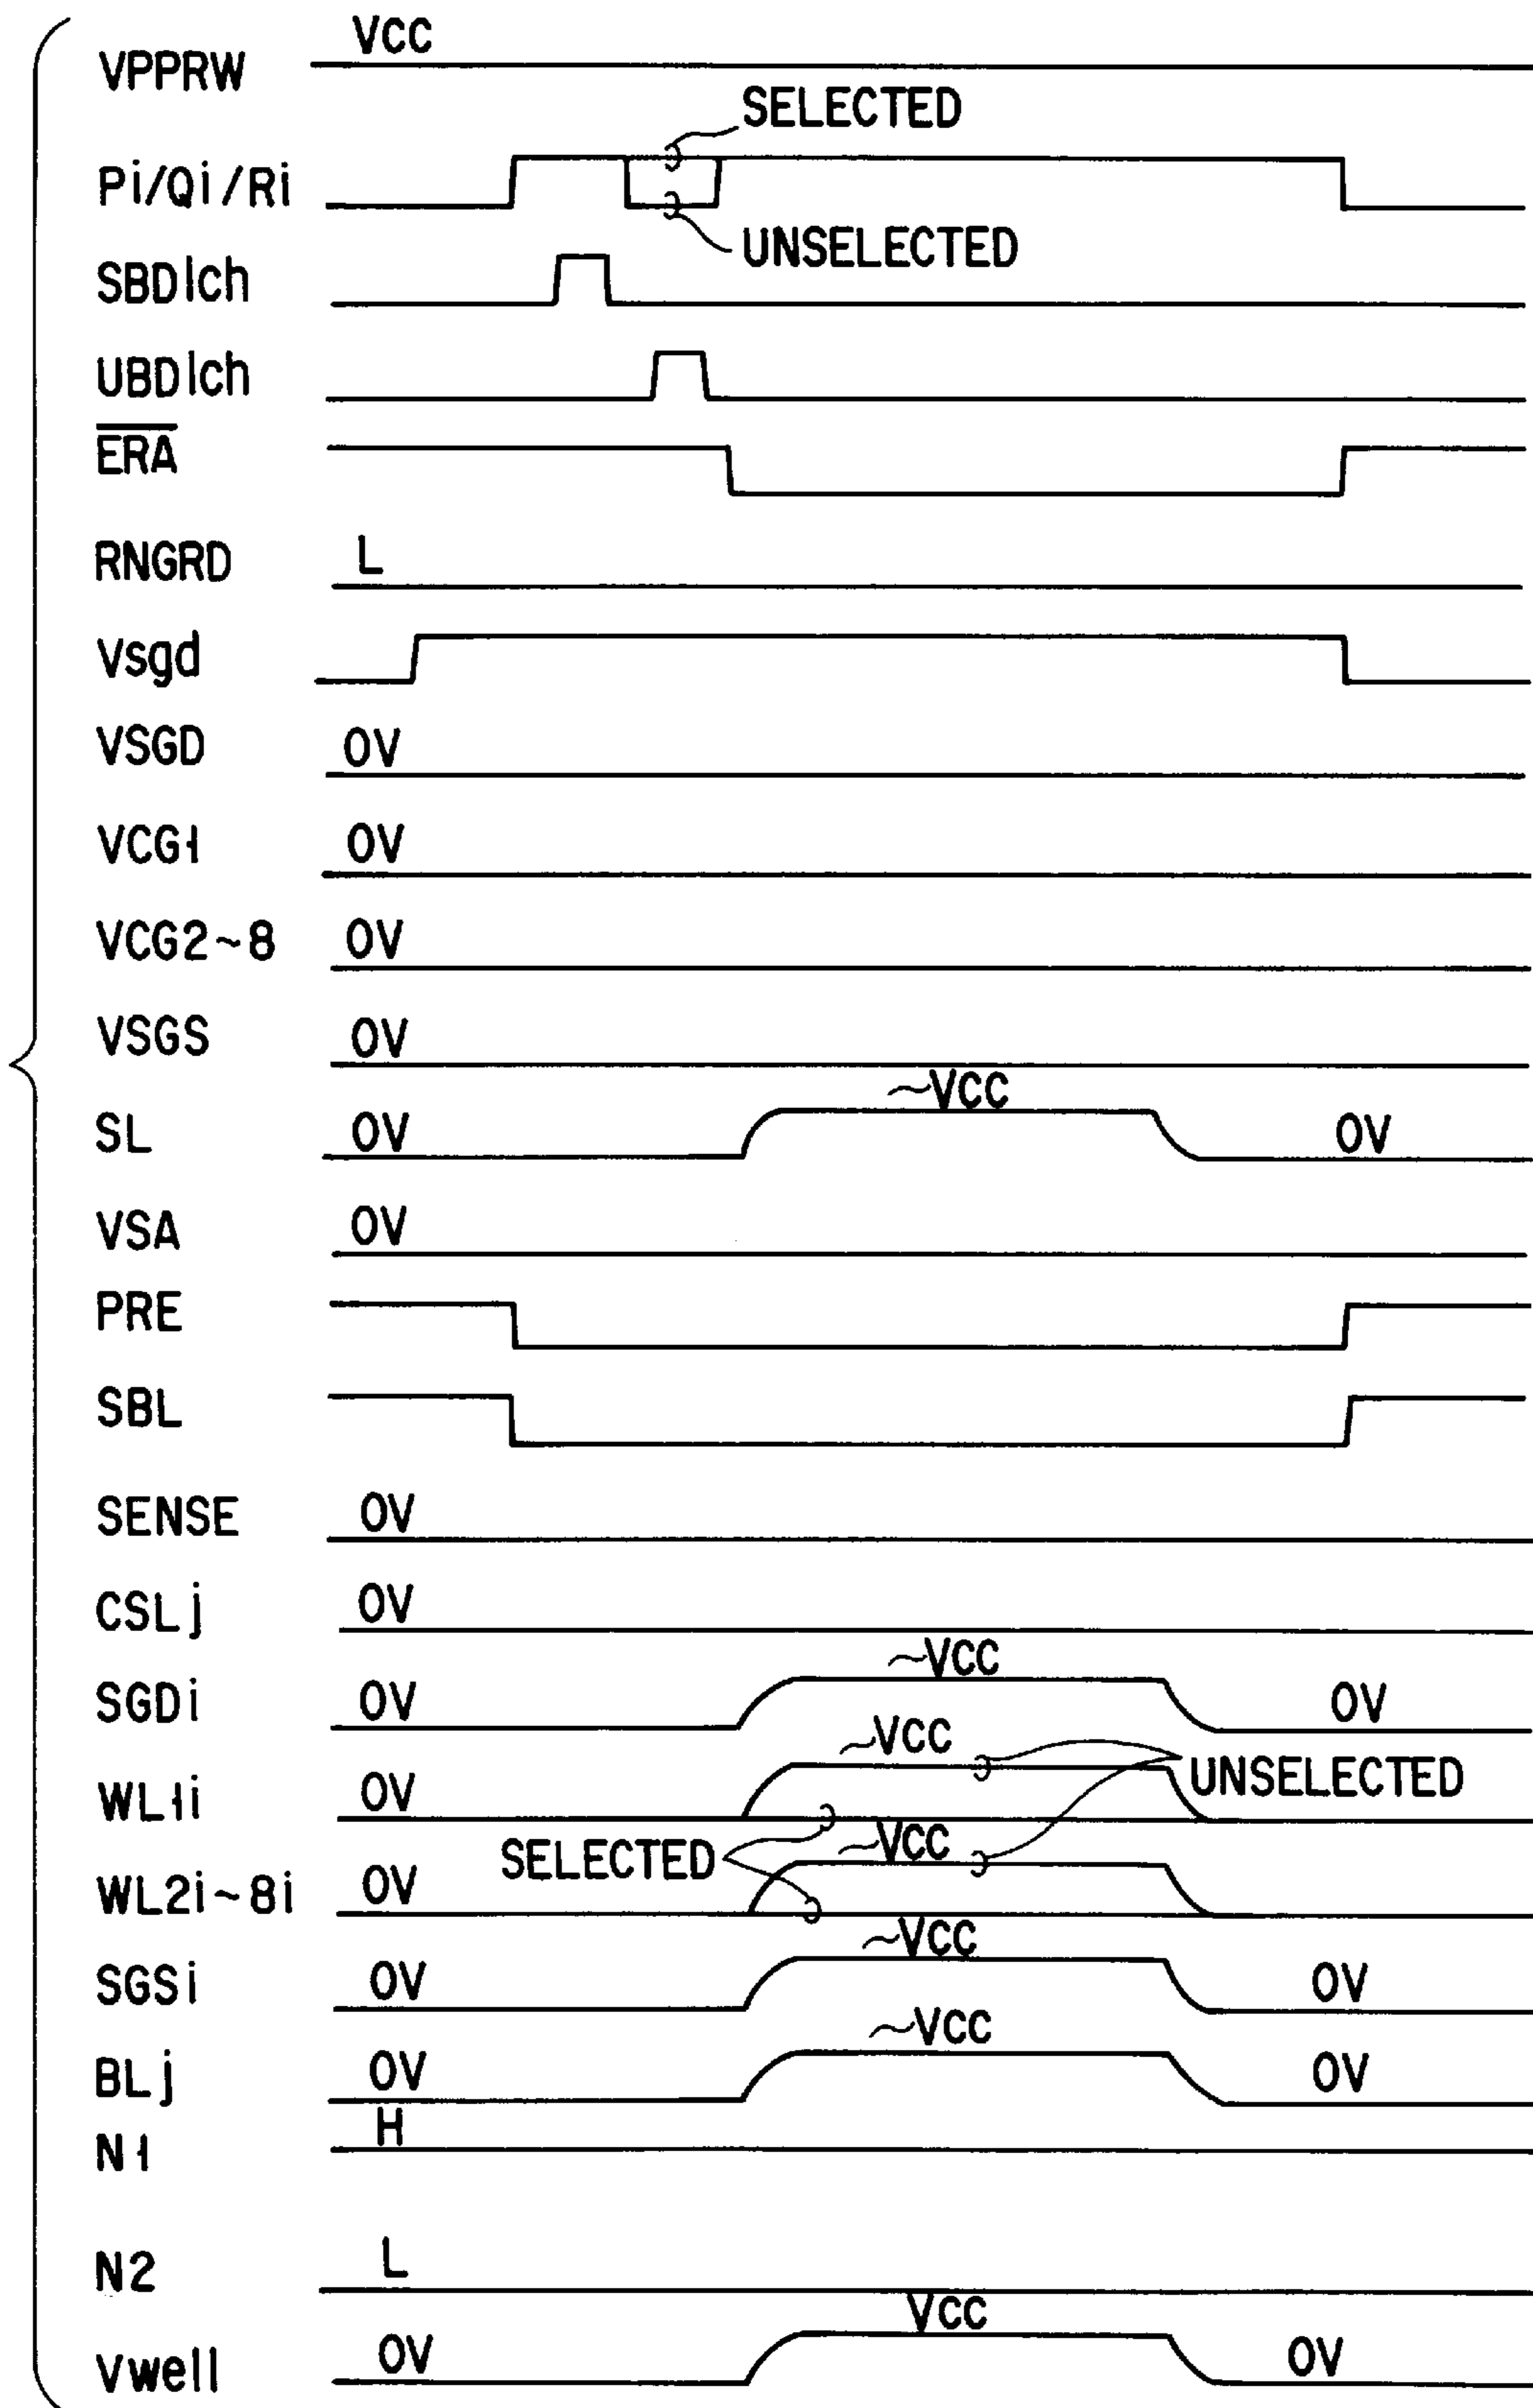 VPPRW VCC
SELECTED
Pi/Qi/Ri
UNSELECTED
SBDlch
UBDlch
ERA
RNGRD L
Vsgd
VSGD 0V
VCG1 0V
VCG2~8 0V
VSGS 0V
~VCC
SL 0V 0V
VSA 0V
PRE
SBL
SENSE 0V
CSLj 0V
~VCC
SGDi 0V 0V
~VCC
WL1i 0V UNSELECTED
SELECTED ~VCC
WL2i~8i 0V
~VCC
SGSi 0V 0V
~VCC
BLj 0V 0V
N1 H
N2 L
VCC
Vwell 0V 0V